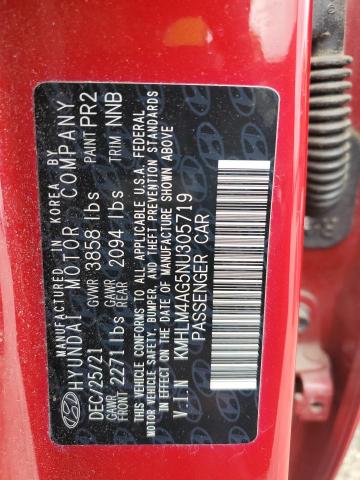 MANUFACTURED IN KOREA BY
HYUNDAI MOTOR COMPANY
DEC/25/21 GVWR 3858 lbs PAINT PR2
GAWR FRONT 2271 lbs GAWR REAR 2094 lbs TRIM NNB
THIS VEHICLE CONFORMS TO ALL APPLICABLE U.S.A. FEDERAL
MOTOR VEHICLE SAFETY, BUMPER, AND THEFT PREVENTION STANDARDS
IN EFFECT ON THE DATE OF MANUFACTURE SHOWN ABOVE
V.I.N KMHLM4AG5NU305719
PASSENGER CAR